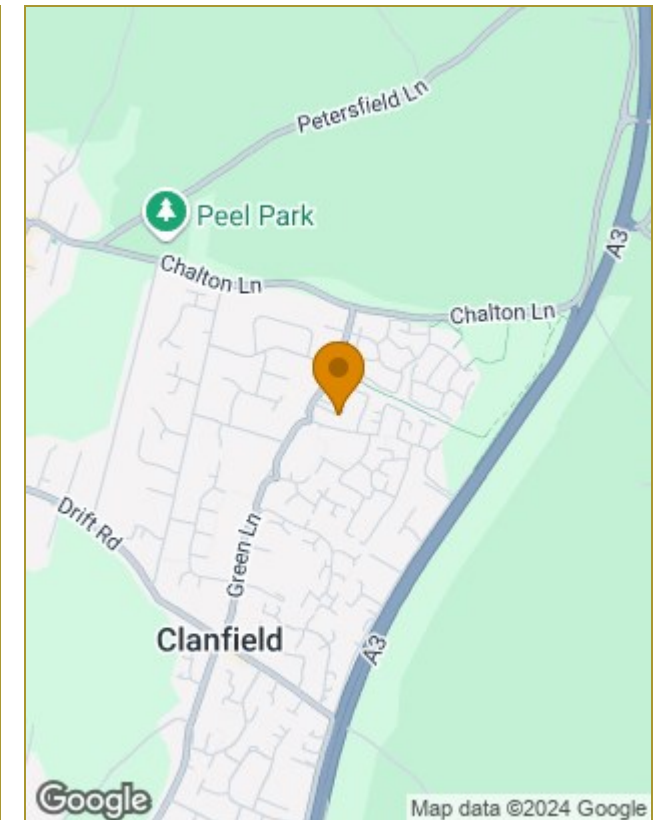 Petersfield Ln
Peel Park
A3
Chalton Ln
Chalton Ln
Drift Rd
Green Ln
Clanfield
A3
Google
Map data ©2024 Google